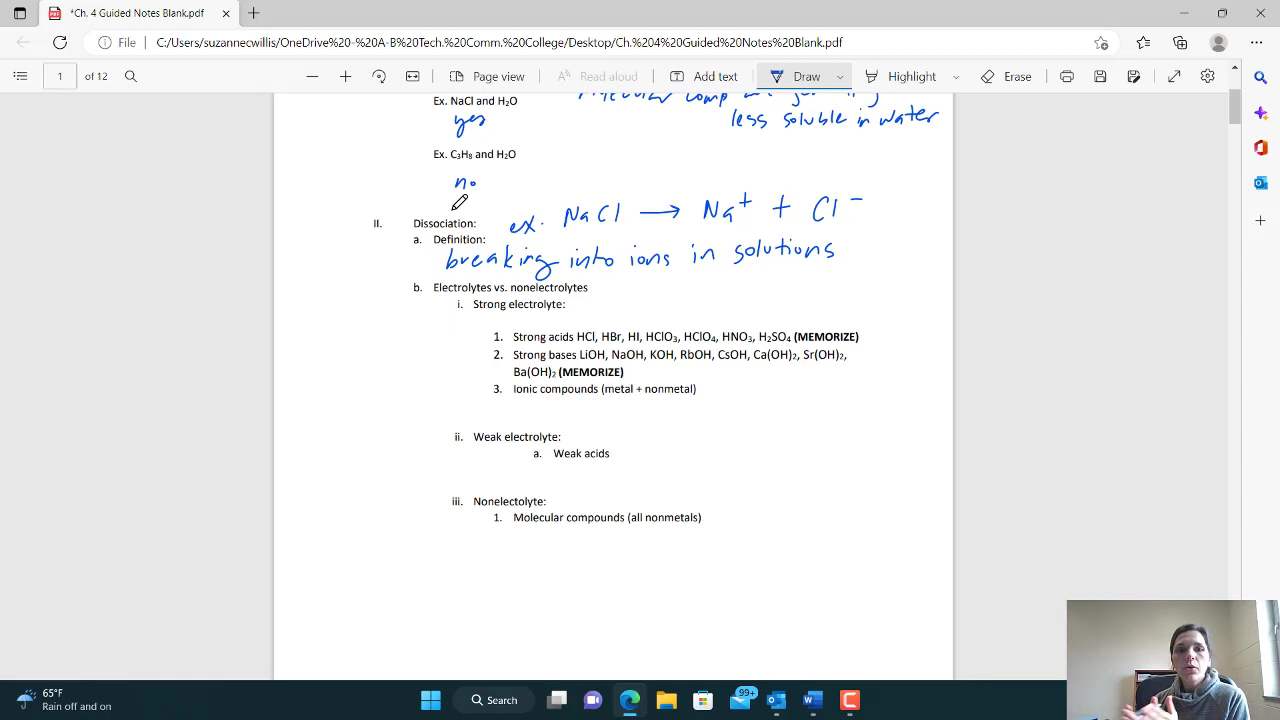 *Ch. 4 Guided Notes Blank.pdf
File C:/Users/suzannecwillis/OneDrive%20-%20A-B%20Tech.%20Comm.%20College/Desktop/Ch.%204%20Guided%20Notes%20Blank.pdf
1 of 12 Page view Read aloud Add text Draw Highlight Erase
Ex. NaCl and H₂O
less soluble in water
yes
Ex. C₃H₈ and H₂O
no
II. Dissociation: ex. NaCl → Na⁺ + Cl⁻
a. Definition:
breaking into ions in solutions
b. Electrolytes vs. nonelectrolytes
i. Strong electrolyte:
1. Strong acids HCl, HBr, HI, HClO₃, HClO₄, HNO₃, H₂SO₄ (MEMORIZE)
2. Strong bases LiOH, NaOH, KOH, RbOH, CsOH, Ca(OH)₂, Sr(OH)₂,
Ba(OH)₂ (MEMORIZE)
3. Ionic compounds (metal + nonmetal)
ii. Weak electrolyte:
a. Weak acids
iii. Nonelectolyte:
1. Molecular compounds (all nonmetals)
65°F
Rain off and on
Search
99+